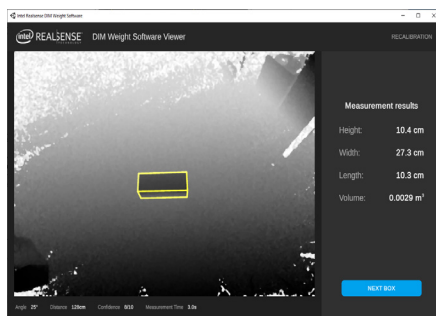 Intel Realsense DIM Weight Software
intel REALSENSE TECHNOLOGY DIM Weight Software Viewer RECALIBRATION
Measurement results
Height: 10.4 cm
Width: 27.3 cm
Length: 10.3 cm
Volume: 0.0029 m³
NEXT BOX
Angle 25° Distance 129cm Confidence 8/10 Measurement Time 3.0s